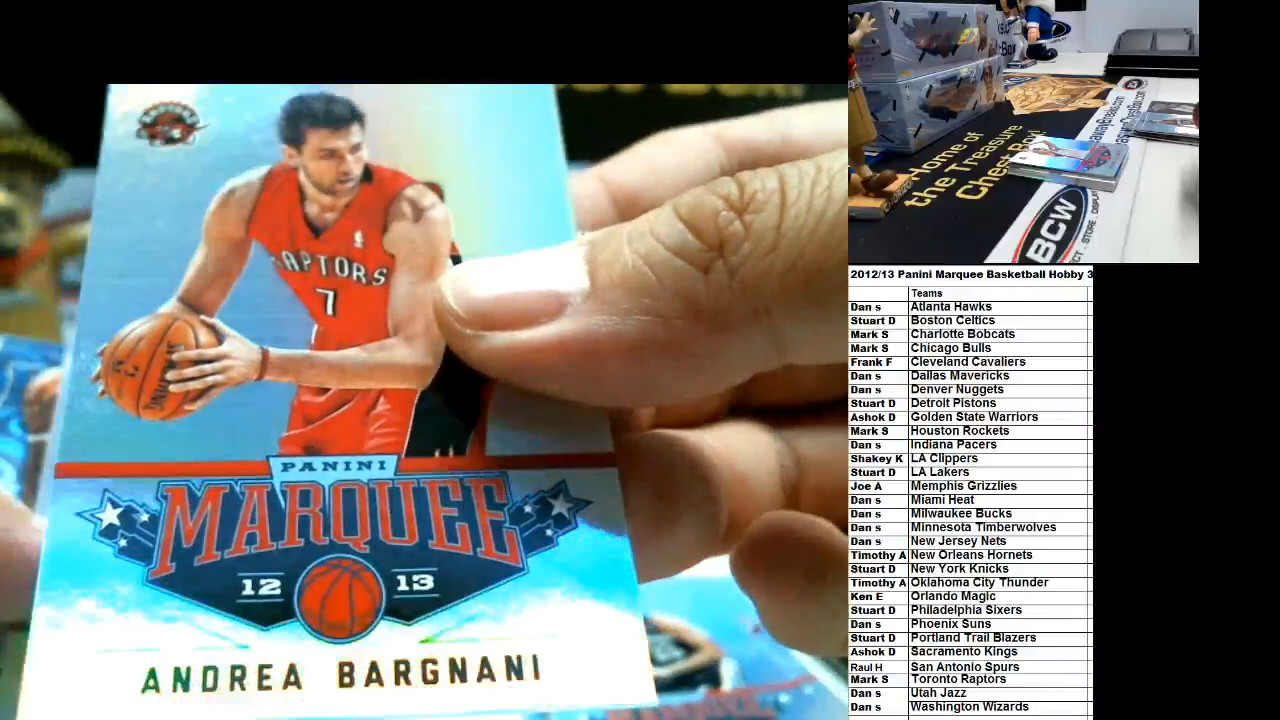 RAPTORS
7
PANINI
MARQUEE
12 13
ANDREA BARGNANI
Home of
the Treasure
Chest Box!
BCW
2012/13 Panini Marquee Basketball Hobby 3
Teams
Dan s Atlanta Hawks
Stuart D Boston Celtics
Mark S Charlotte Bobcats
Mark S Chicago Bulls
Frank F Cleveland Cavaliers
Dan s Dallas Mavericks
Dan s Denver Nuggets
Stuart D Detroit Pistons
Ashok D Golden State Warriors
Mark S Houston Rockets
Dan s Indiana Pacers
Shakey K LA Clippers
Stuart D LA Lakers
Joe A Memphis Grizzlies
Dan s Miami Heat
Dan s Milwaukee Bucks
Dan s Minnesota Timberwolves
Dan s New Jersey Nets
Timothy A New Orleans Hornets
Stuart D New York Knicks
Timothy A Oklahoma City Thunder
Ken E Orlando Magic
Stuart D Philadelphia Sixers
Dan s Phoenix Suns
Stuart D Portland Trail Blazers
Ashok D Sacramento Kings
Raul H San Antonio Spurs
Mark S Toronto Raptors
Dan s Utah Jazz
Dan s Washington Wizards